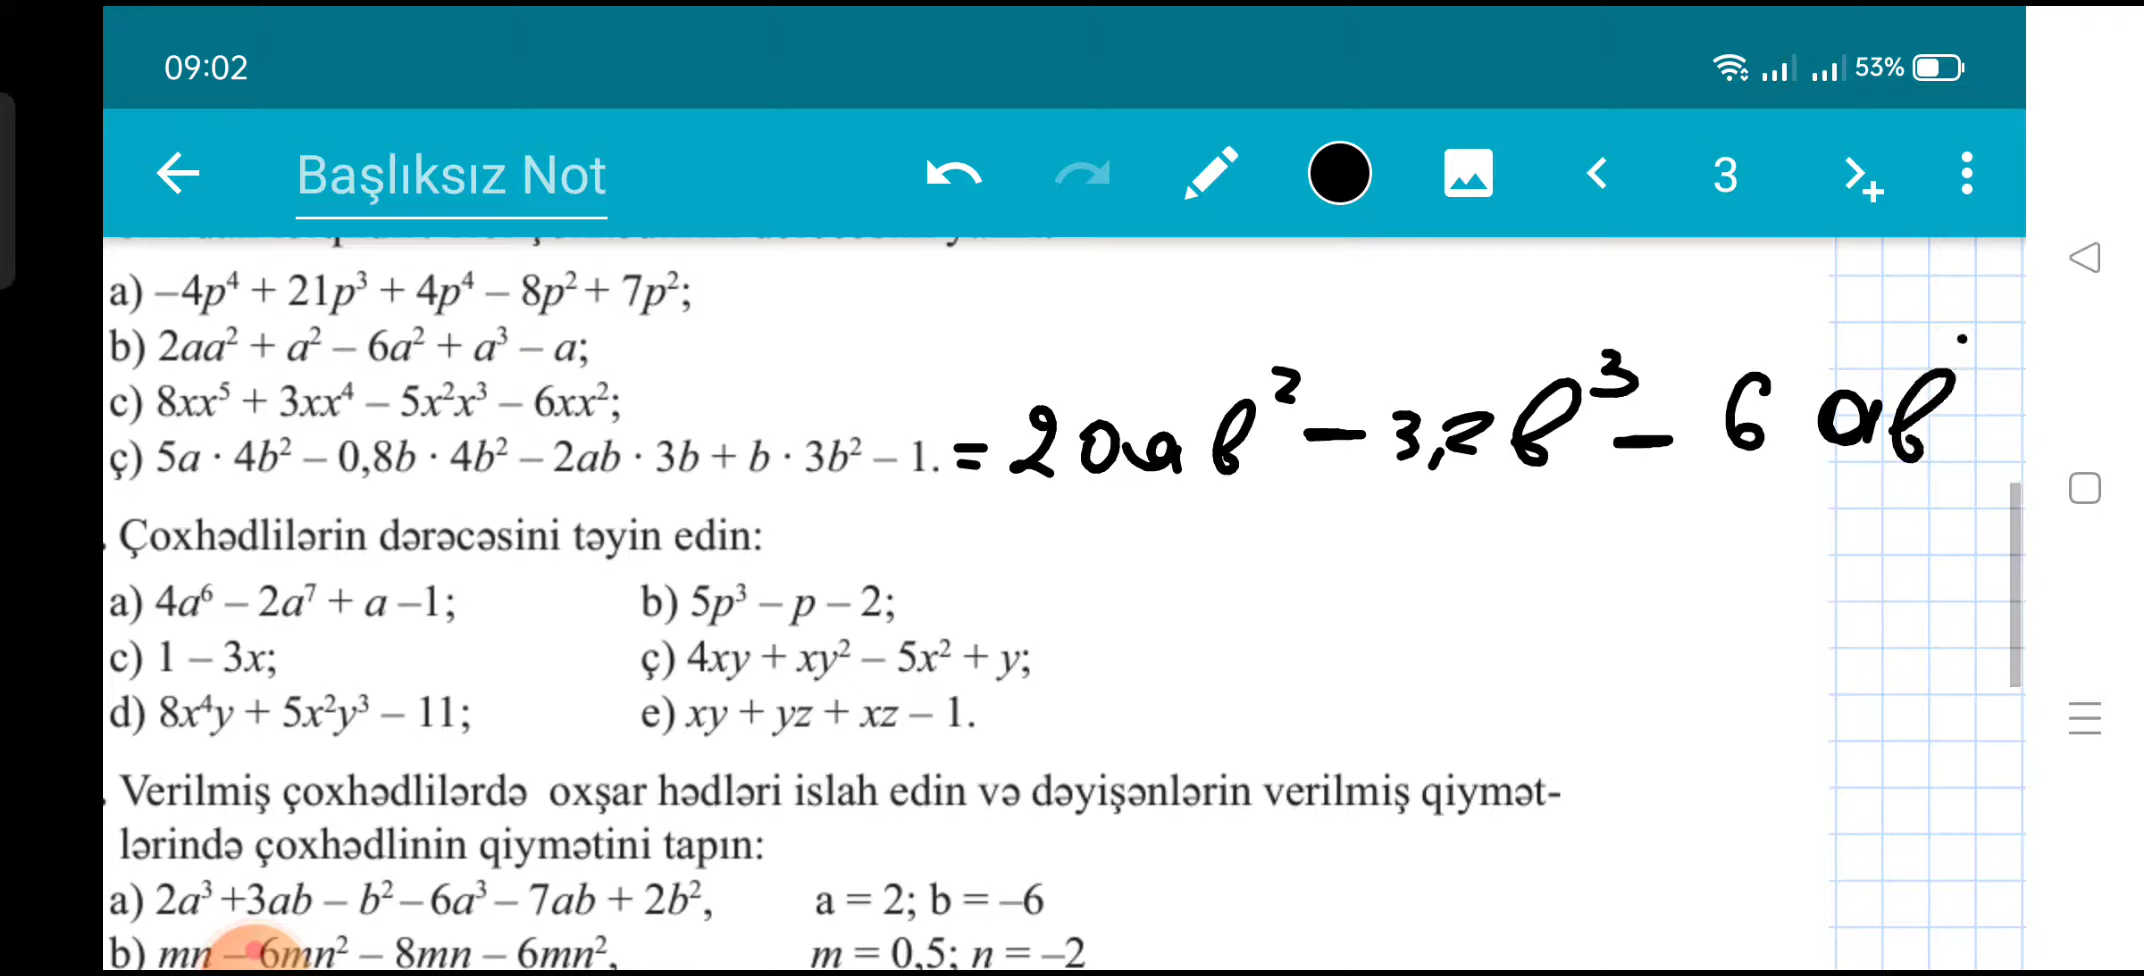 09:02 53%
Başlıksız Not 3
a) –4p⁴ + 21p³ + 4p⁴ – 8p² + 7p²;
b) 2aa² + a² – 6a² + a³ – a;
c) 8xx⁵ + 3xx⁴ – 5x²x³ – 6xx²;
ç) 5a · 4b² – 0,8b · 4b² – 2ab · 3b + b · 3b² – 1. = 20ab² – 3,2b³ – 6ab
Çoxhədlilərin dərəcəsini təyin edin:
a) 4a⁶ – 2a⁷ + a –1; b) 5p³ – p – 2;
c) 1 – 3x; ç) 4xy + xy² – 5x² + y;
d) 8x⁴y + 5x²y³ – 11; e) xy + yz + xz – 1.
Verilmiş çoxhədlilərdə oxşar hədləri islah edin və dəyişənlərin verilmiş qiymət-
lərində çoxhədlinin qiymətini tapın:
a) 2a³ +3ab – b² – 6a³ – 7ab + 2b², a = 2; b = –6
b) mn – 6mn² – 8mn – 6mn², m = 0,5; n = –2